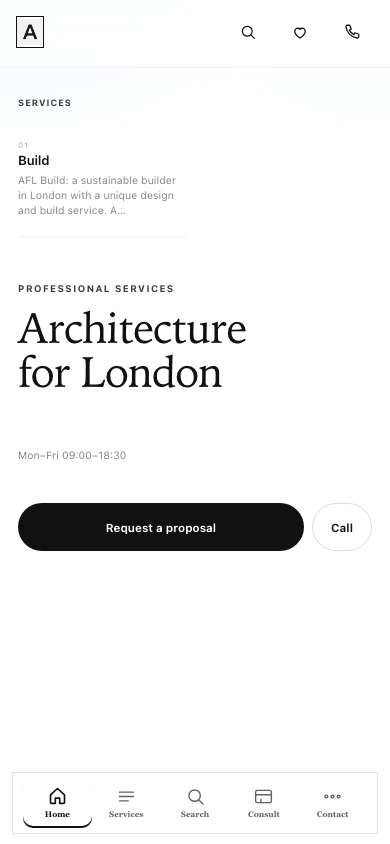 A
SERVICES
01
Build
AFL Build: a sustainable builder
in London with a unique design
and build service. A...
PROFESSIONAL SERVICES
Architecture
for London
Mon–Fri 09:00–18:30
Request a proposal
Call
Home
Services
Search
Consult
Contact